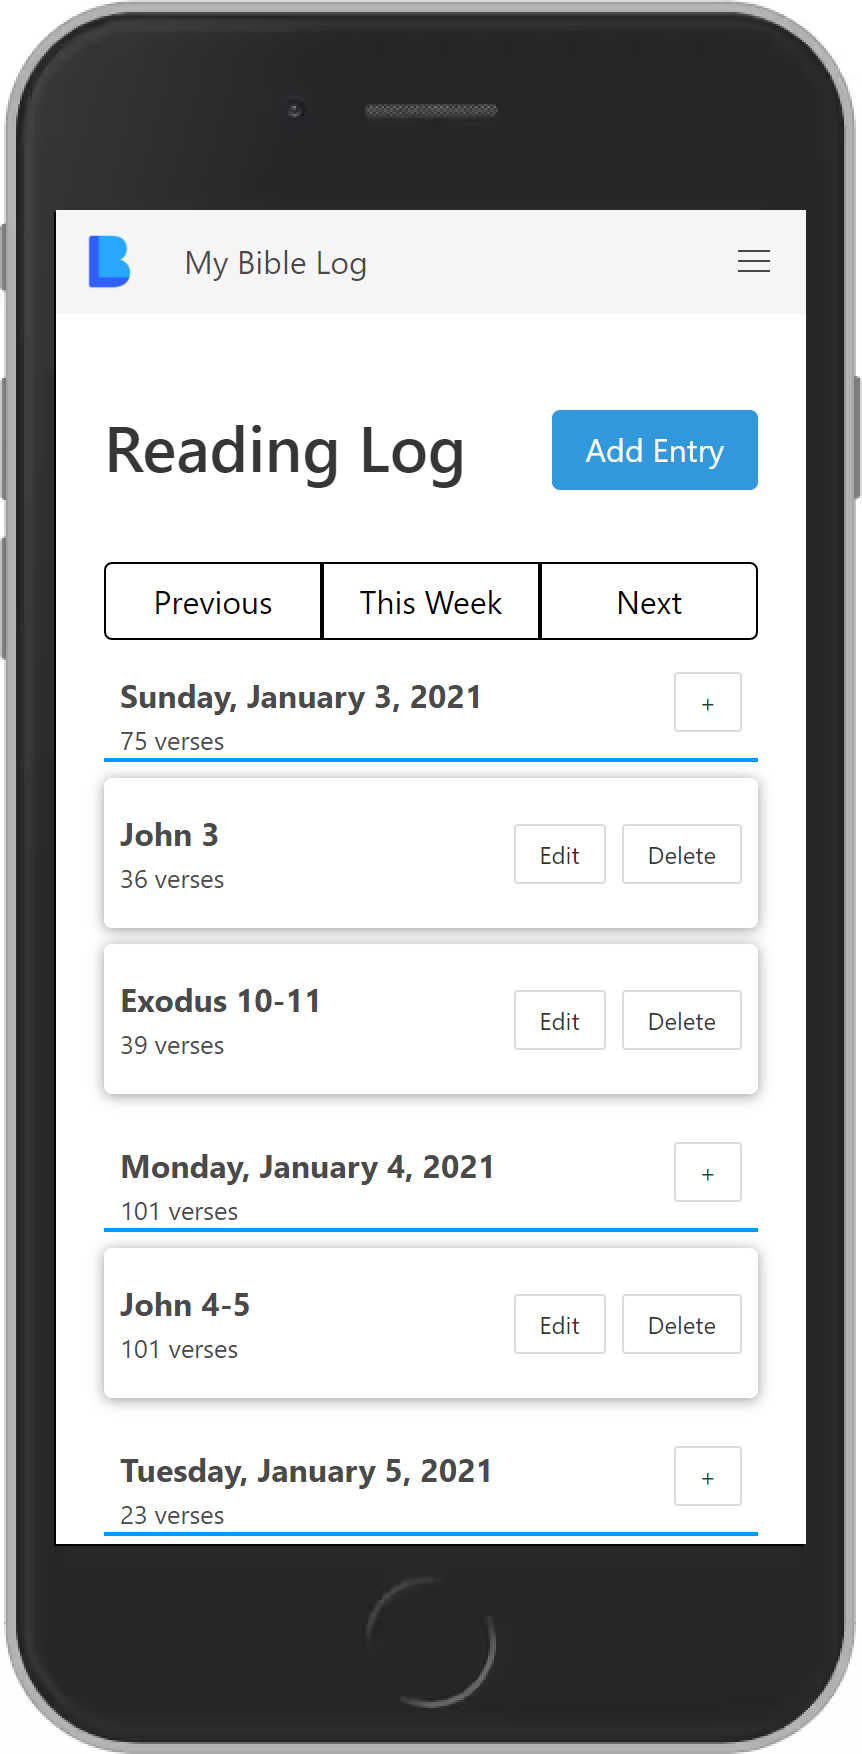 My Bible Log
Reading Log
Add Entry
Previous
This Week
Next
Sunday, January 3, 2021
+
75 verses
John 3
36 verses
Edit
Delete
Exodus 10-11
39 verses
Edit
Delete
Monday, January 4, 2021
+
101 verses
John 4-5
101 verses
Edit
Delete
Tuesday, January 5, 2021
+
23 verses